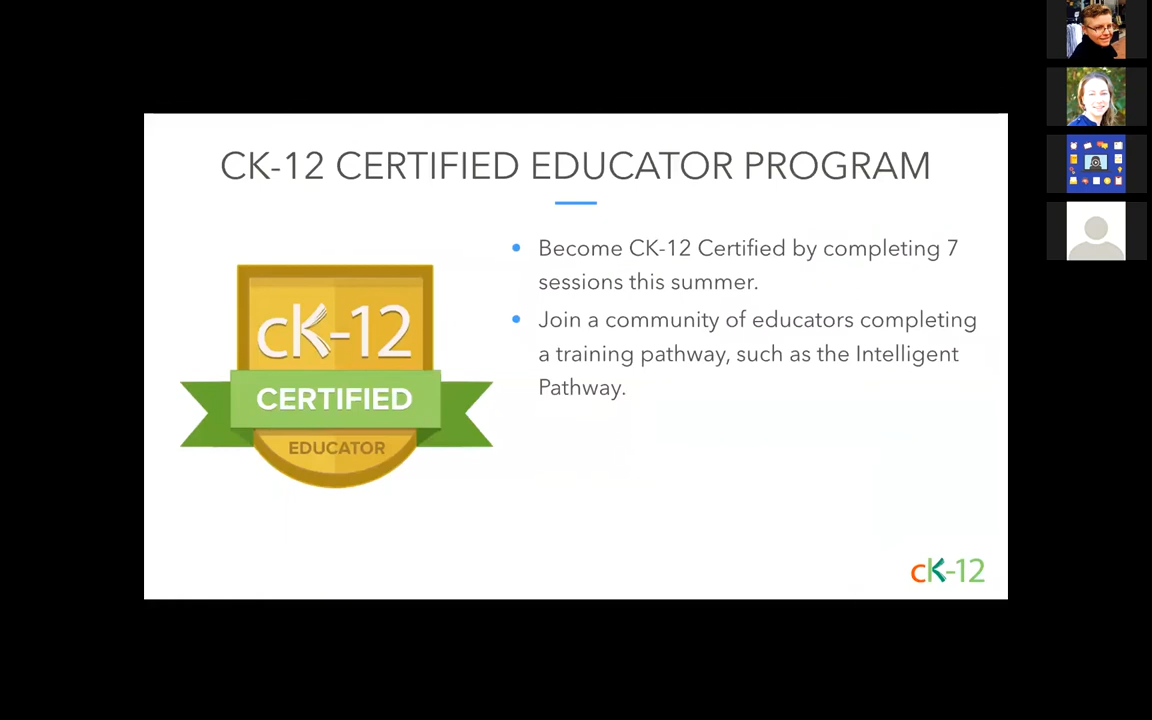 CK-12 CERTIFIED EDUCATOR PROGRAM
cK-12
CERTIFIED
EDUCATOR
• Become CK-12 Certified by completing 7
sessions this summer.
• Join a community of educators completing
a training pathway, such as the Intelligent
Pathway.
cK-12